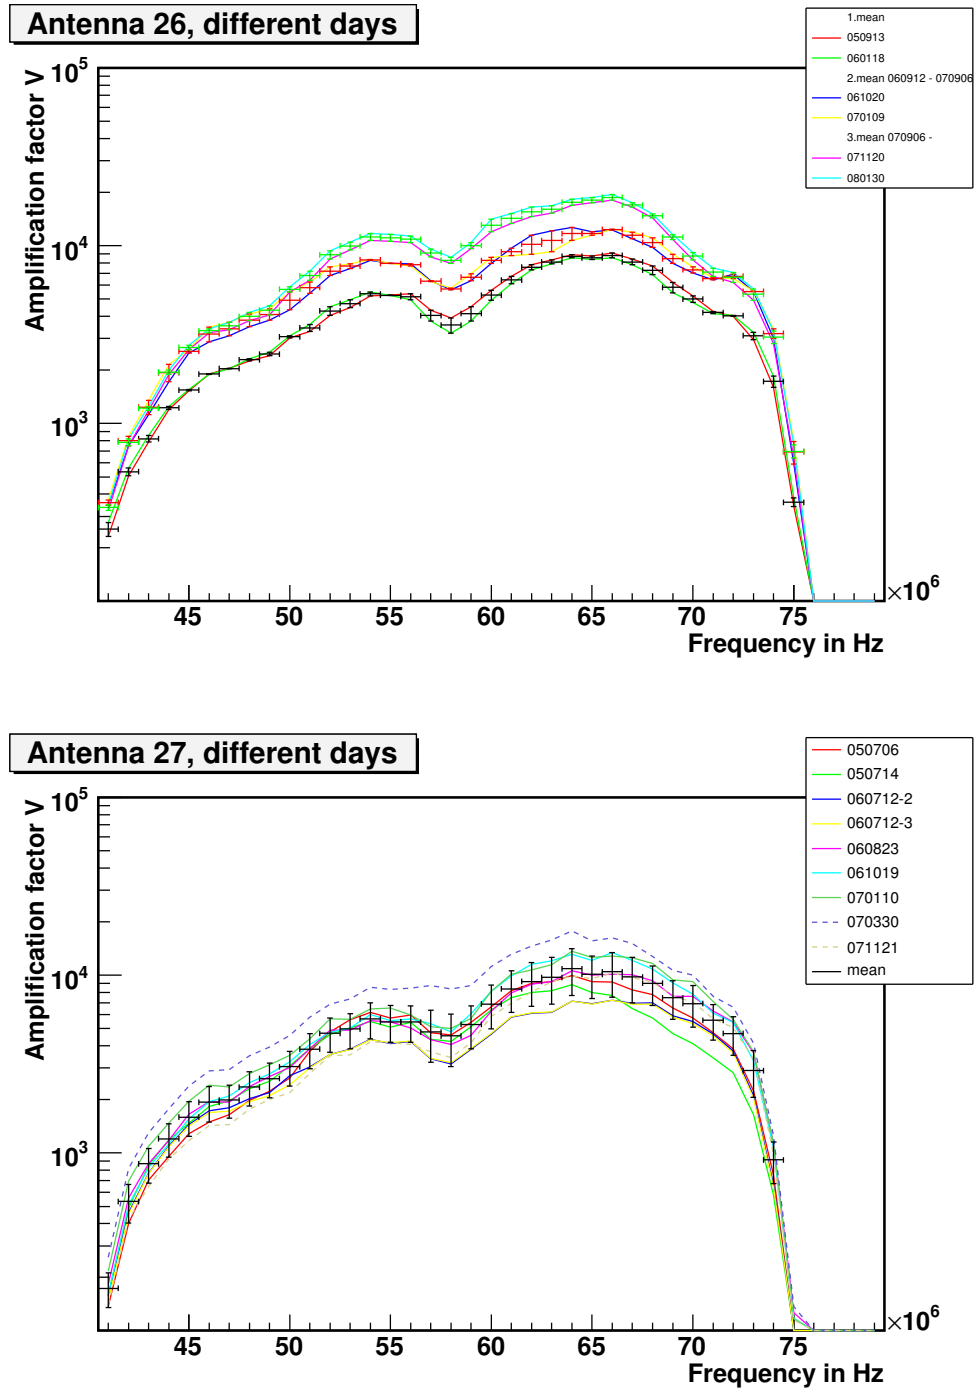 Antenna 26, different days
1.mean
050913
060118
2.mean 060912 - 070906
061020
070109
3.mean 070906 -
071120
080130
Amplification factor V
10^5
10^4
10^3
45 50 55 60 65 70 75
×10^6
Frequency in Hz
Antenna 27, different days
050706
050714
060712-2
060712-3
060823
061019
070110
070330
071121
mean
Amplification factor V
10^5
10^4
10^3
45 50 55 60 65 70 75
×10^6
Frequency in Hz